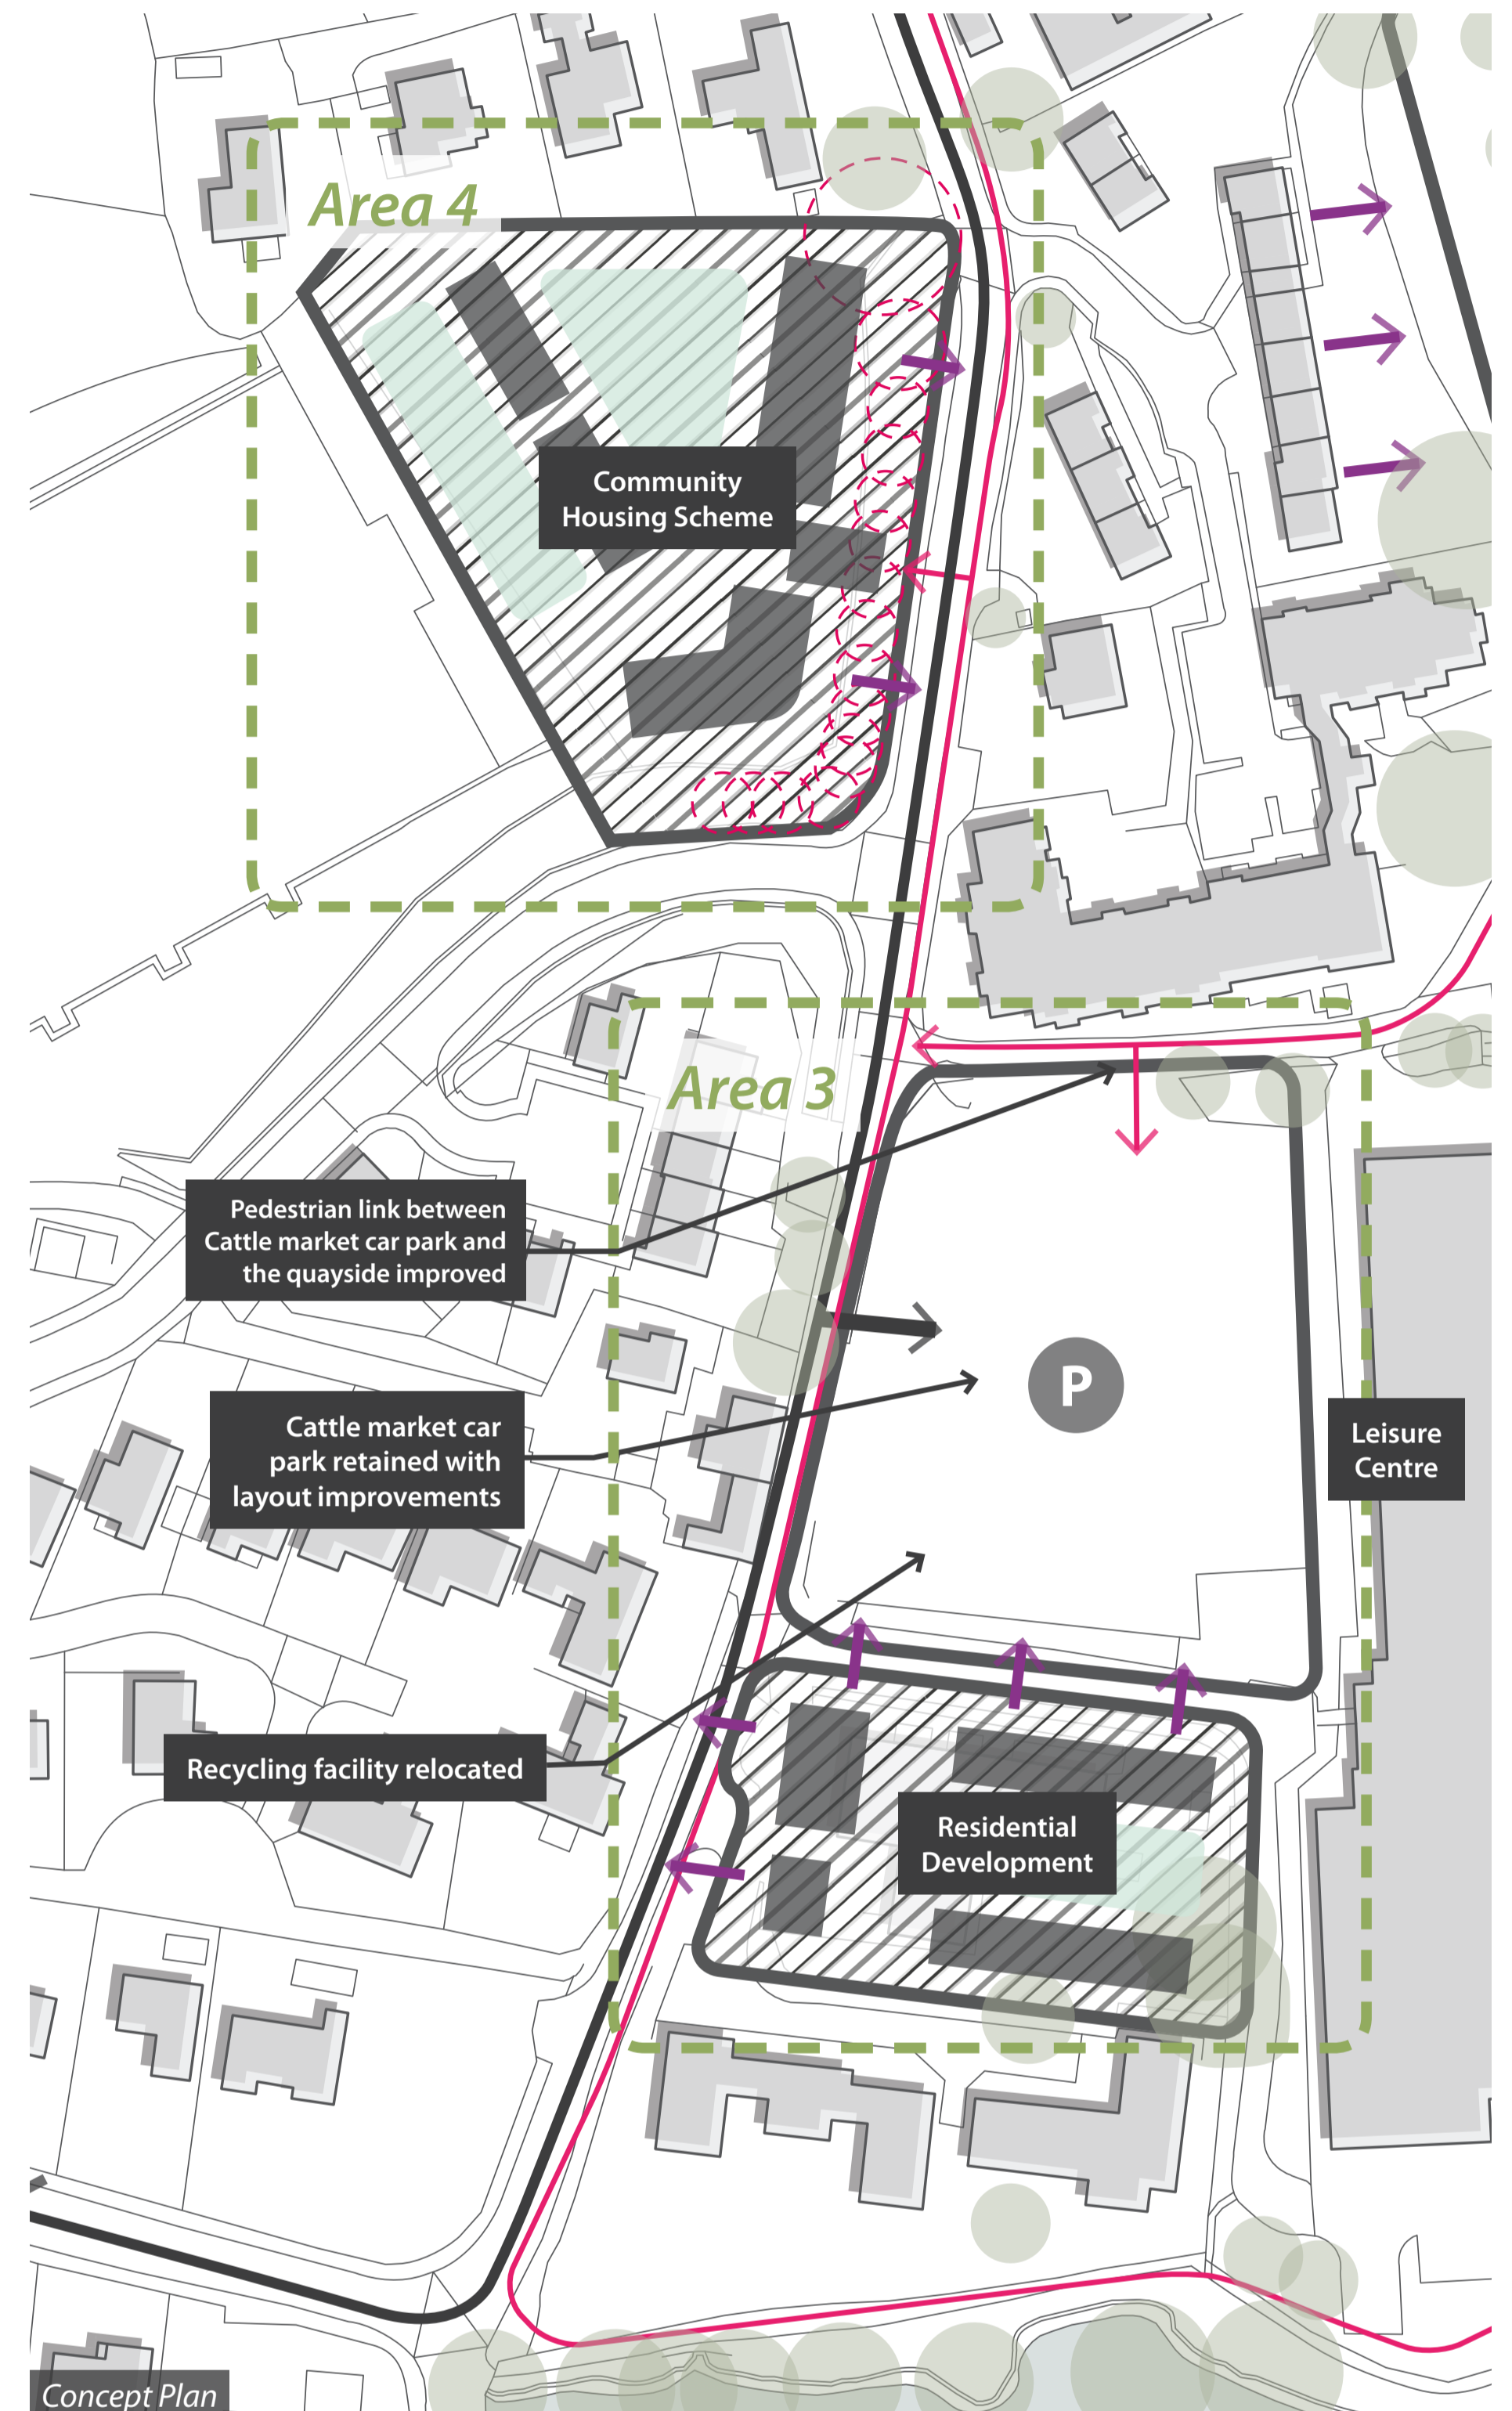 Area 4
Community
Housing Scheme
Area 3
Pedestrian link between
Cattle market car park and
the quayside improved
P
Cattle market car
park retained with
layout improvements
Leisure
Centre
Recycling facility relocated
Residential
Development
Concept Plan